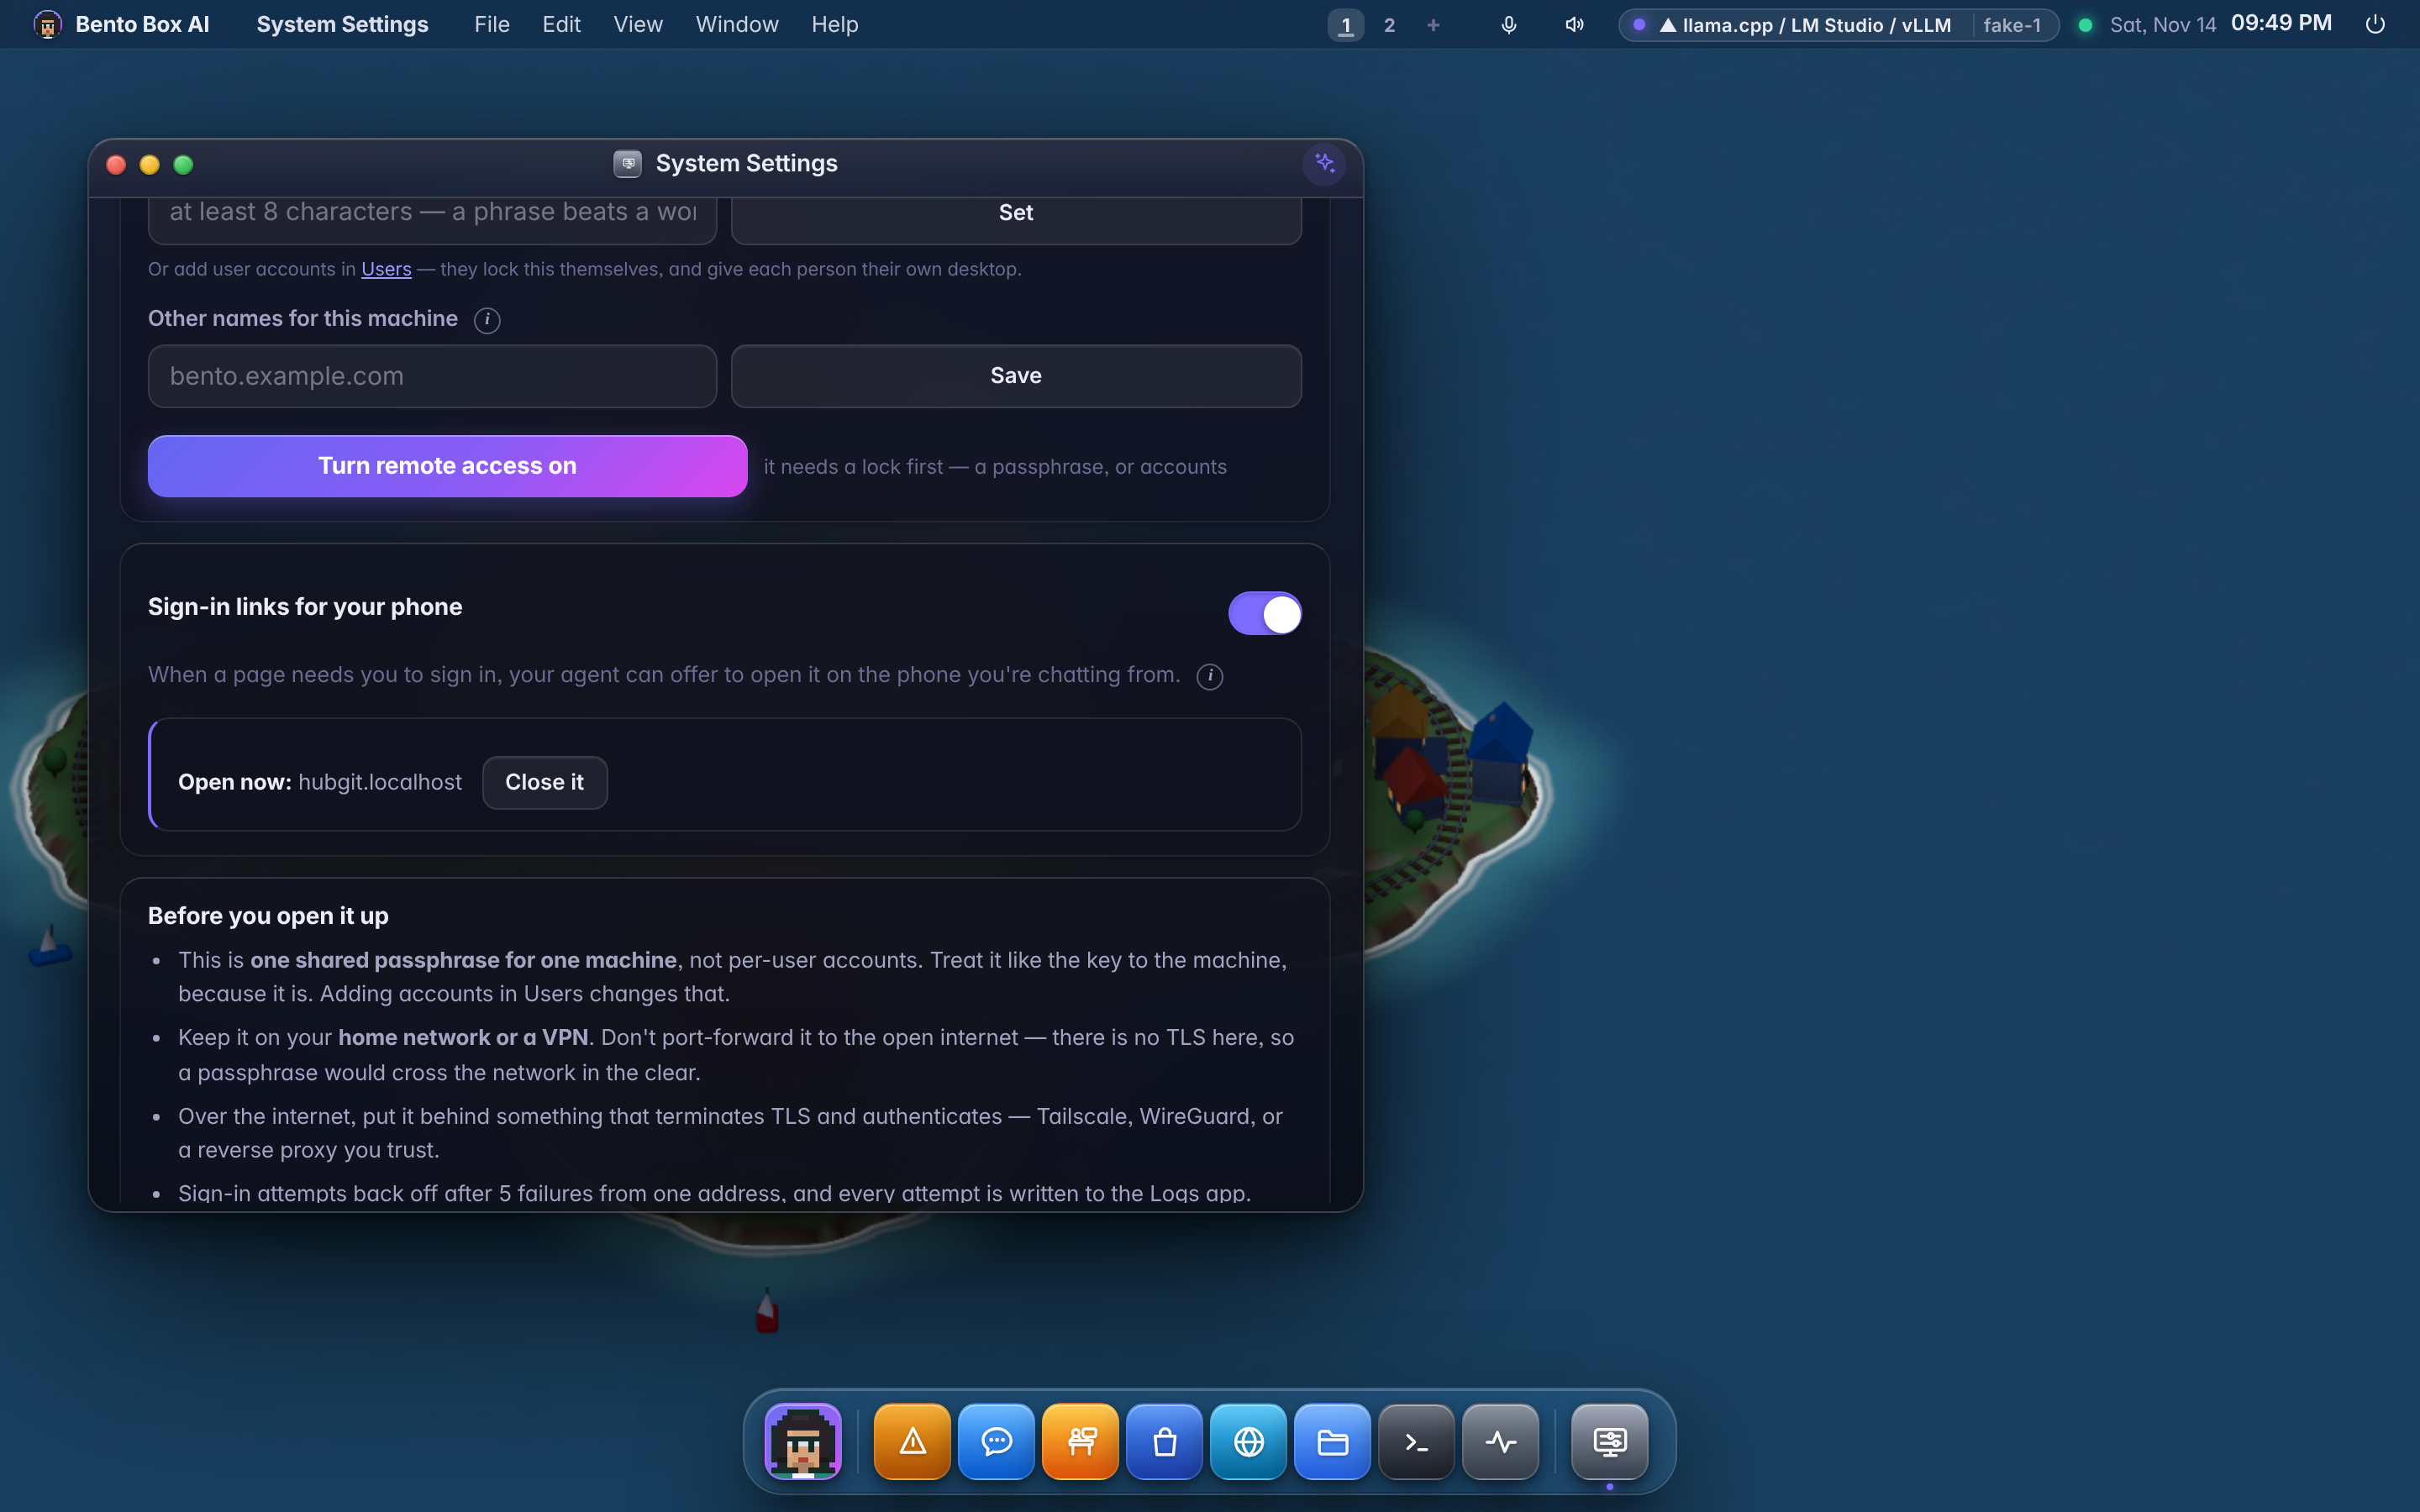 Bento Box AI System Settings File Edit View Window Help 1 2 + llama.cpp / LM Studio / vLLM fake-1 Sat, Nov 14 09:49 PM
System Settings
at least 8 characters — a phrase beats a wor Set
Or add user accounts in Users — they lock this themselves, and give each person their own desktop.
Other names for this machine i
bento.example.com Save
Turn remote access on it needs a lock first — a passphrase, or accounts
Sign-in links for your phone
When a page needs you to sign in, your agent can offer to open it on the phone you're chatting from. i
Open now: hubgit.localhost Close it
Before you open it up
• This is one shared passphrase for one machine, not per-user accounts. Treat it like the key to the machine,
because it is. Adding accounts in Users changes that.
• Keep it on your home network or a VPN. Don't port-forward it to the open internet — there is no TLS here, so
a passphrase would cross the network in the clear.
• Over the internet, put it behind something that terminates TLS and authenticates — Tailscale, WireGuard, or
a reverse proxy you trust.
• Sign-in attempts back off after 5 failures from one address, and every attempt is written to the Logs app.